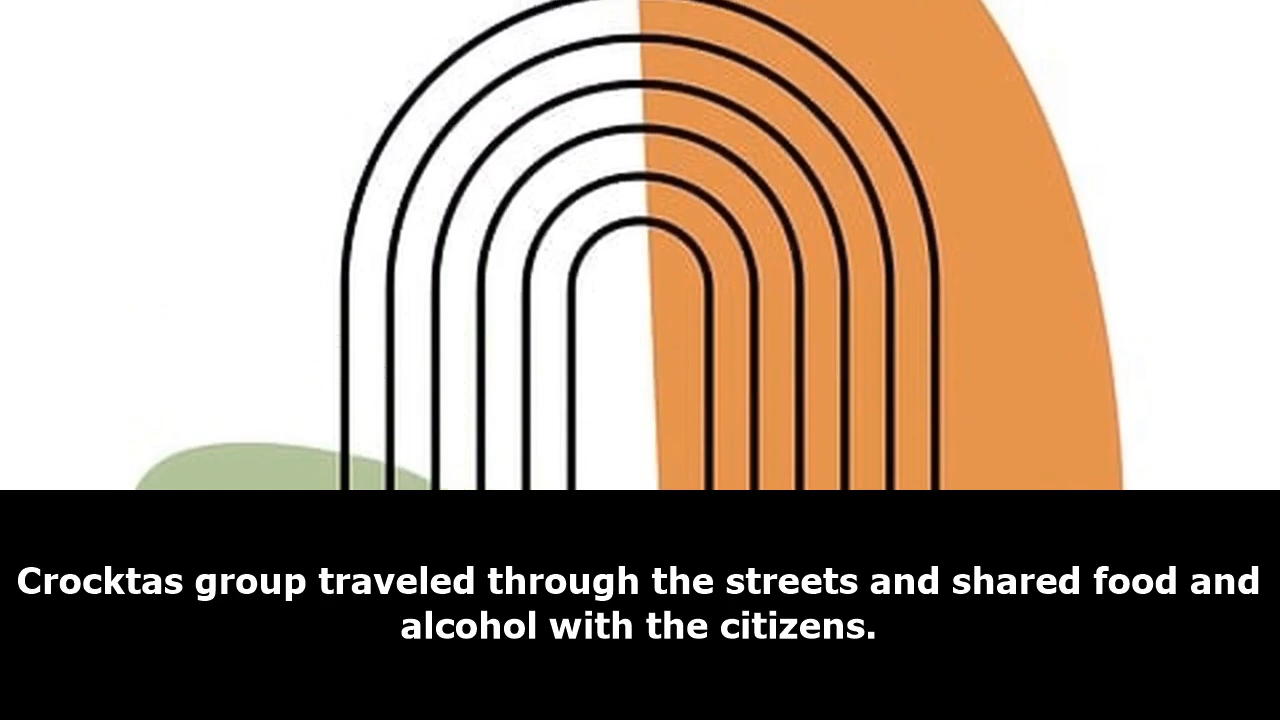 Crocktas group traveled through the streets and shared food and
alcohol with the citizens.